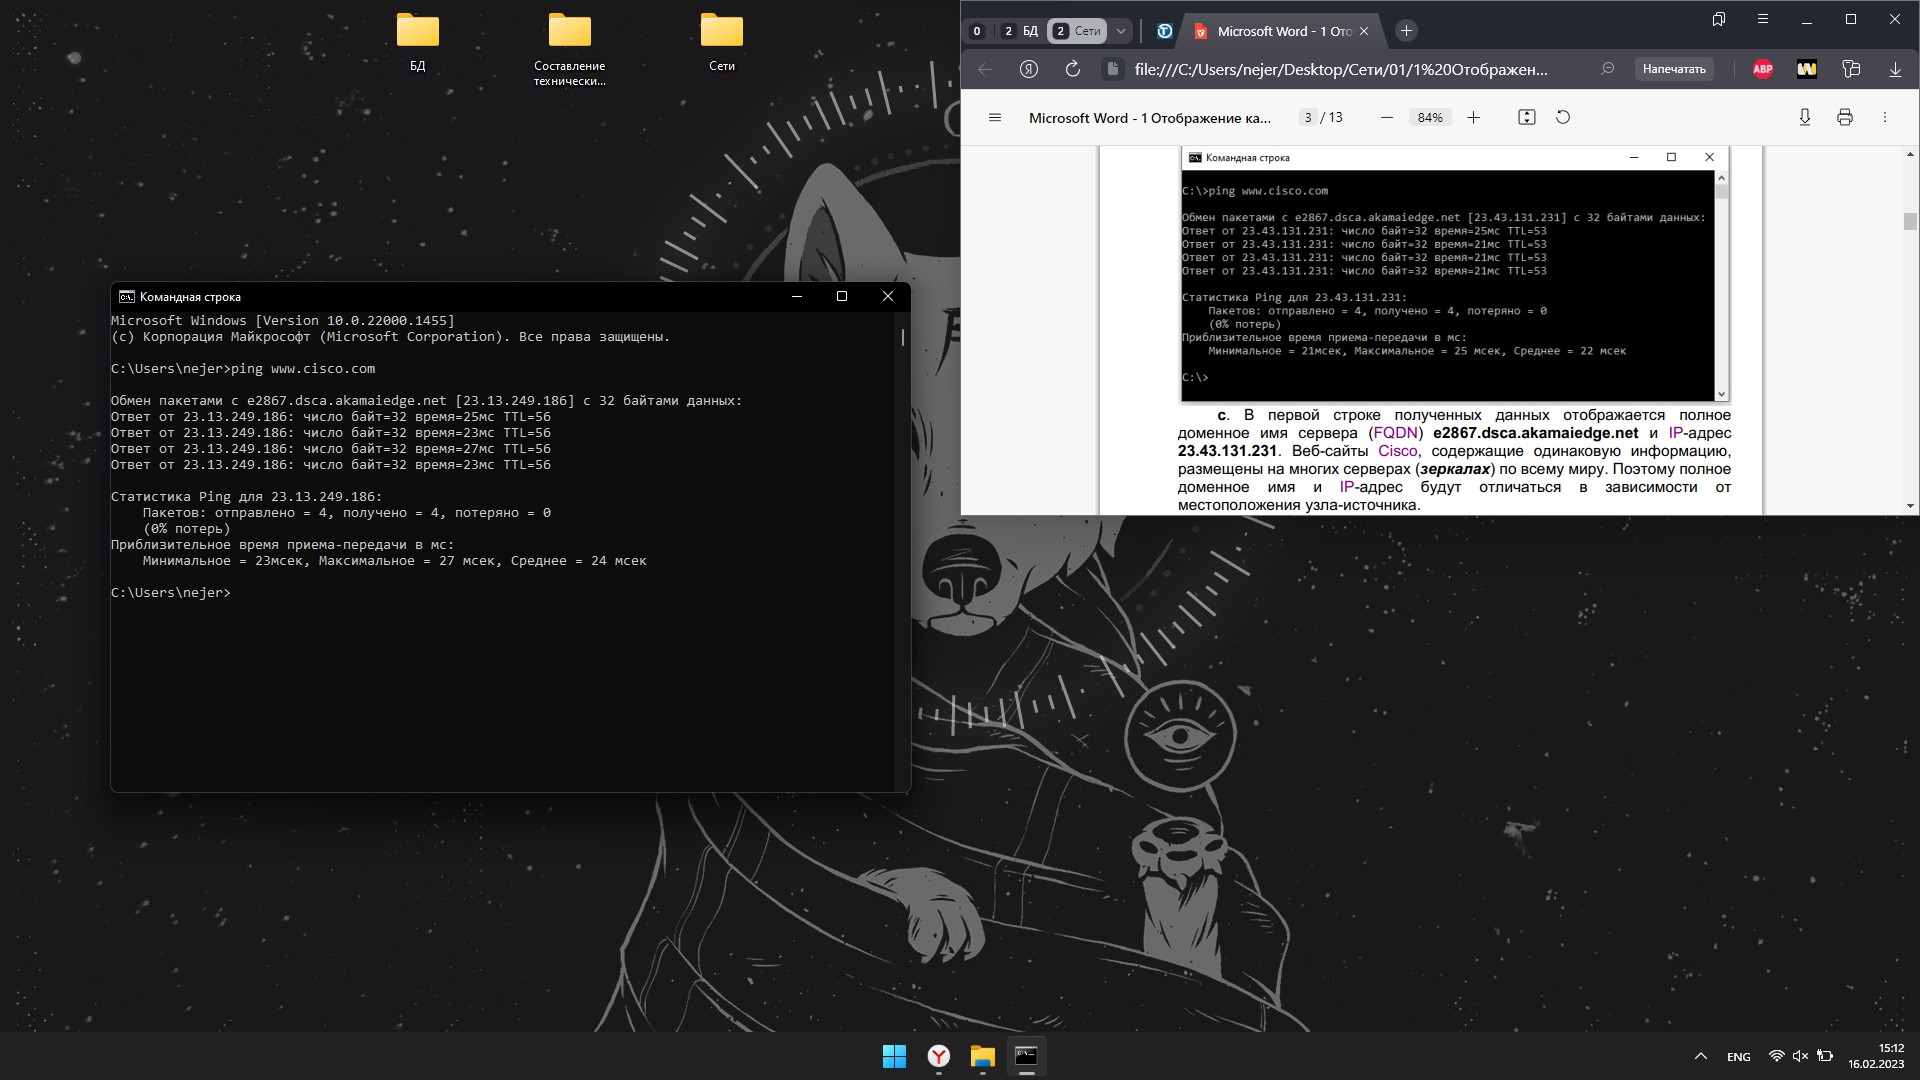 БД
Составление
технически...
Сети
0
2 БД
2 Сети
Microsoft Word - 1 Ото
file:///C:/Users/nejer/Desktop/Сети/01/1%20Отображен...
Напечатать
ABP
Microsoft Word - 1 Отображение ка...
3 / 13
84%
Командная строка
C:\>ping www.cisco.com
Обмен пакетами с e2867.dsca.akamaiedge.net [23.43.131.231] с 32 байтами данных:
Ответ от 23.43.131.231: число байт=32 время=25мс TTL=53
Ответ от 23.43.131.231: число байт=32 время=21мс TTL=53
Ответ от 23.43.131.231: число байт=32 время=21мс TTL=53
Ответ от 23.43.131.231: число байт=32 время=21мс TTL=53
Статистика Ping для 23.43.131.231:
Пакетов: отправлено = 4, получено = 4, потеряно = 0
(0% потерь)
Приблизительное время приема-передачи в мс:
Минимальное = 21мсек, Максимальное = 25 мсек, Среднее = 22 мсек
C:\>
c. В первой строке полученных данных отображается полное
доменное имя сервера (FQDN) e2867.dsca.akamaiedge.net и IP-адрес
23.43.131.231. Веб-сайты Cisco, содержащие одинаковую информацию,
размещены на многих серверах (зеркалах) по всему миру. Поэтому полное
доменное имя и IP-адрес будут отличаться в зависимости от
местоположения узла-источника.
Командная строка
Microsoft Windows [Version 10.0.22000.1455]
(c) Корпорация Майкрософт (Microsoft Corporation). Все права защищены.
C:\Users\nejer>ping www.cisco.com
Обмен пакетами с e2867.dsca.akamaiedge.net [23.13.249.186] с 32 байтами данных:
Ответ от 23.13.249.186: число байт=32 время=25мс TTL=56
Ответ от 23.13.249.186: число байт=32 время=23мс TTL=56
Ответ от 23.13.249.186: число байт=32 время=27мс TTL=56
Ответ от 23.13.249.186: число байт=32 время=23мс TTL=56
Статистика Ping для 23.13.249.186:
Пакетов: отправлено = 4, получено = 4, потеряно = 0
(0% потерь)
Приблизительное время приема-передачи в мс:
Минимальное = 23мсек, Максимальное = 27 мсек, Среднее = 24 мсек
C:\Users\nejer>
ENG
15:12
16.02.2023